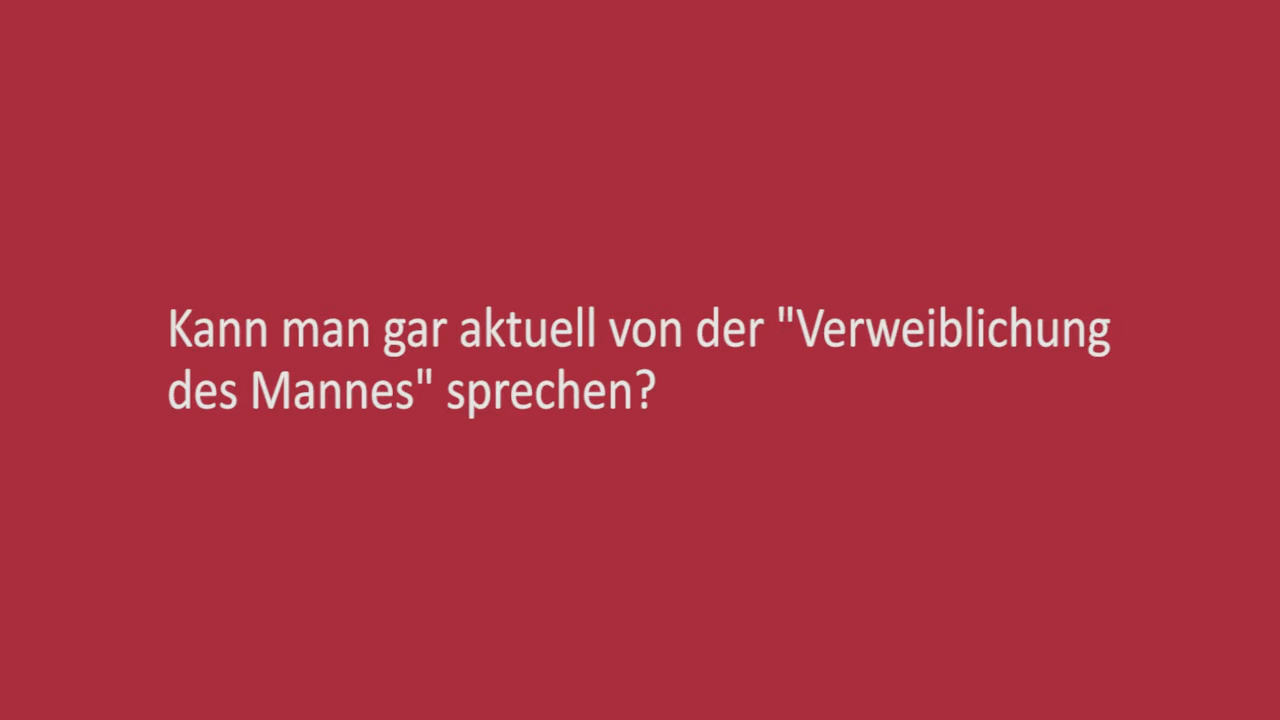 Kann man gar aktuell von der "Verweiblichung
des Mannes" sprechen?